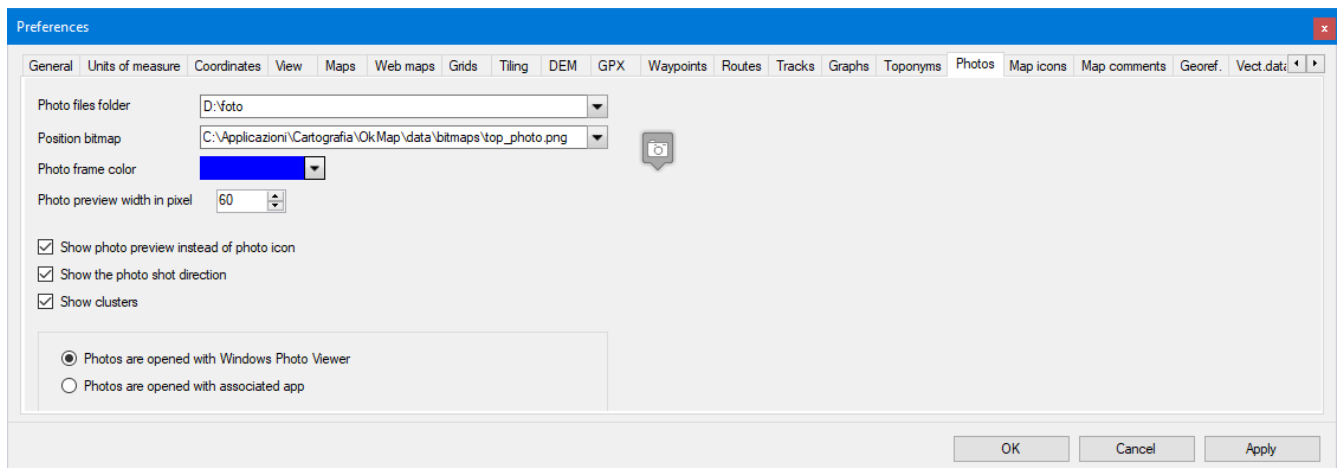 Preferences
x
General Units of measure Coordinates View Maps Web maps Grids Tiling DEM GPX Waypoints Routes Tracks Graphs Toponyms Photos Map icons Map comments Georef. Vect.data
Photo files folder D:\foto
Position bitmap C:\Applicazioni\Cartografia\OkMap\data\bitmaps\top_photo.png
Photo frame color
Photo preview width in pixel 60
Show photo preview instead of photo icon
Show the photo shot direction
Show clusters
Photos are opened with Windows Photo Viewer
Photos are opened with associated app
OK Cancel Apply